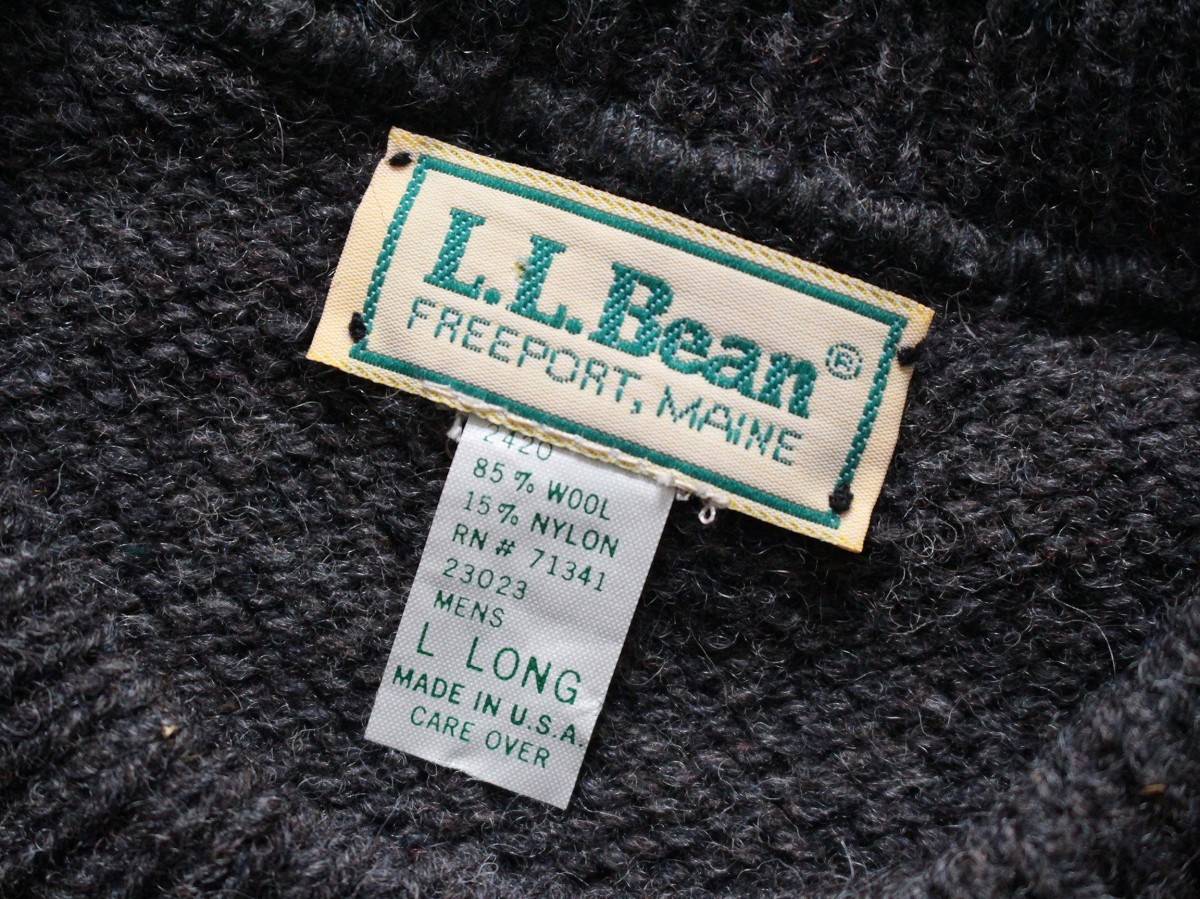 L.L.Bean®
FREEPORT, MAINE
2420
85% WOOL
15% NYLON
RN# 71341
23023
MENS
L LONG
MADE IN U.S.A.
CARE OVER